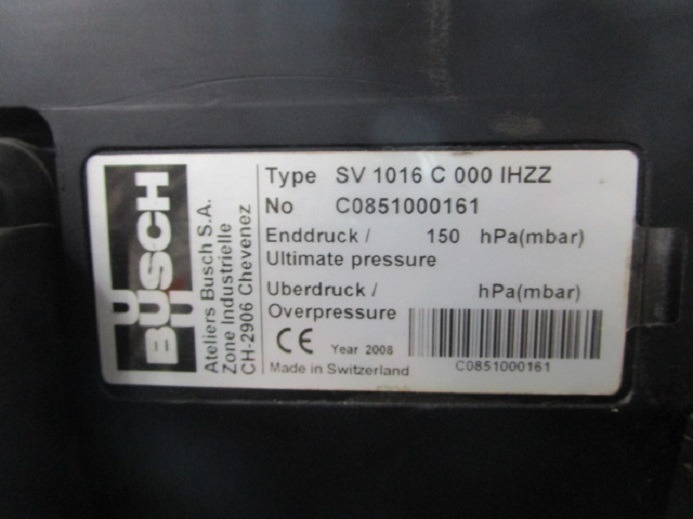 BUSCH
Ateliers Busch S.A.
Zone Industrielle
CH-2906 Chevenez
Type SV 1016 C 000 IHZZ
No C0851000161
Enddruck / 150 hPa(mbar)
Ultimate pressure
Uberdruck / hPa(mbar)
Overpressure
CE Year 2008
Made in Switzerland
C0851000161